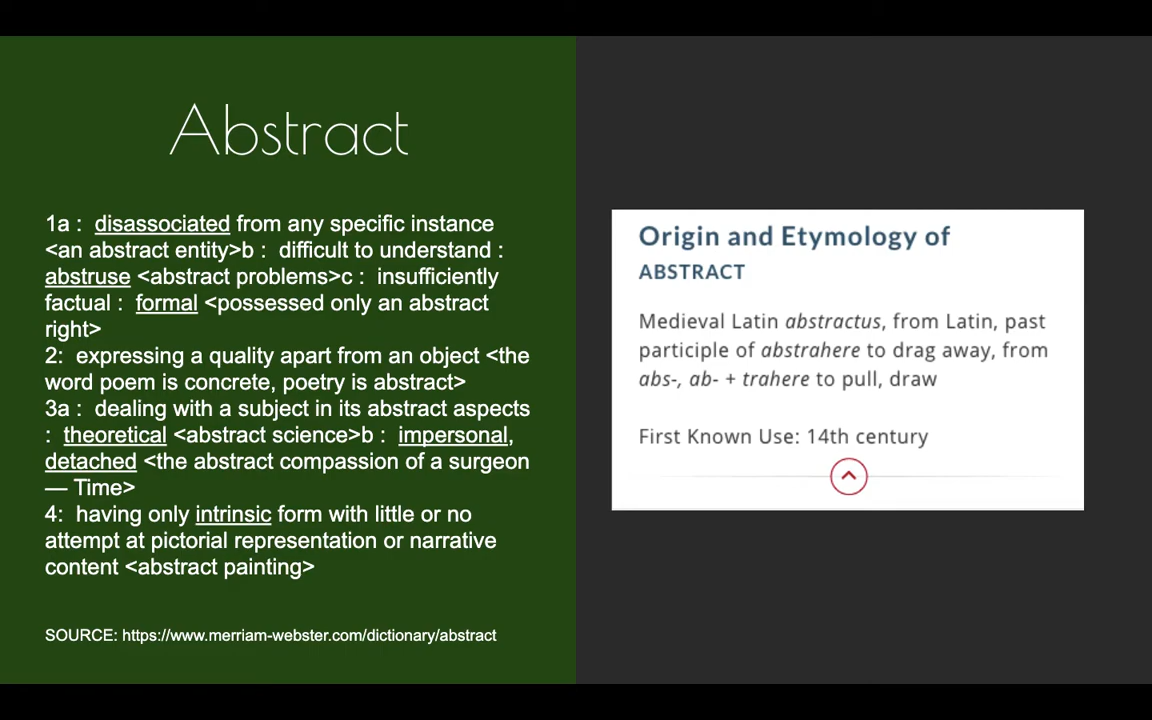 Abstract
1a :  disassociated from any specific instance
<an abstract entity>b :  difficult to understand :
abstruse <abstract problems>c :  insufficiently
factual :  formal <possessed only an abstract
right>
2:  expressing a quality apart from an object <the
word poem is concrete, poetry is abstract>
3a :  dealing with a subject in its abstract aspects
:  theoretical <abstract science>b :  impersonal,
detached <the abstract compassion of a surgeon
— Time>
4:  having only intrinsic form with little or no
attempt at pictorial representation or narrative
content <abstract painting>
SOURCE: https://www.merriam-webster.com/dictionary/abstract
Origin and Etymology of
ABSTRACT
Medieval Latin abstractus, from Latin, past
participle of abstrahere to drag away, from
abs-, ab- + trahere to pull, draw
First Known Use: 14th century